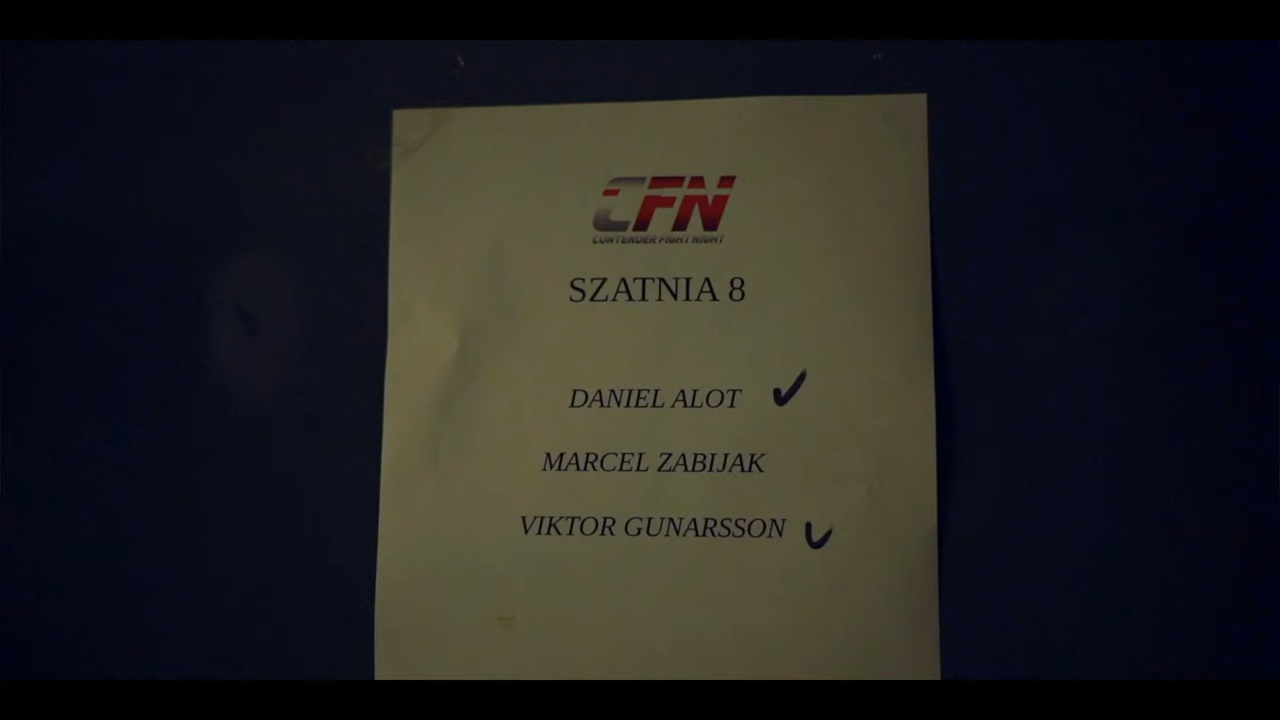 CFN
CONTENDER FIGHT NIGHT
SZATNIA 8
DANIEL ALOT
MARCEL ZABIJAK
VIKTOR GUNARSSON